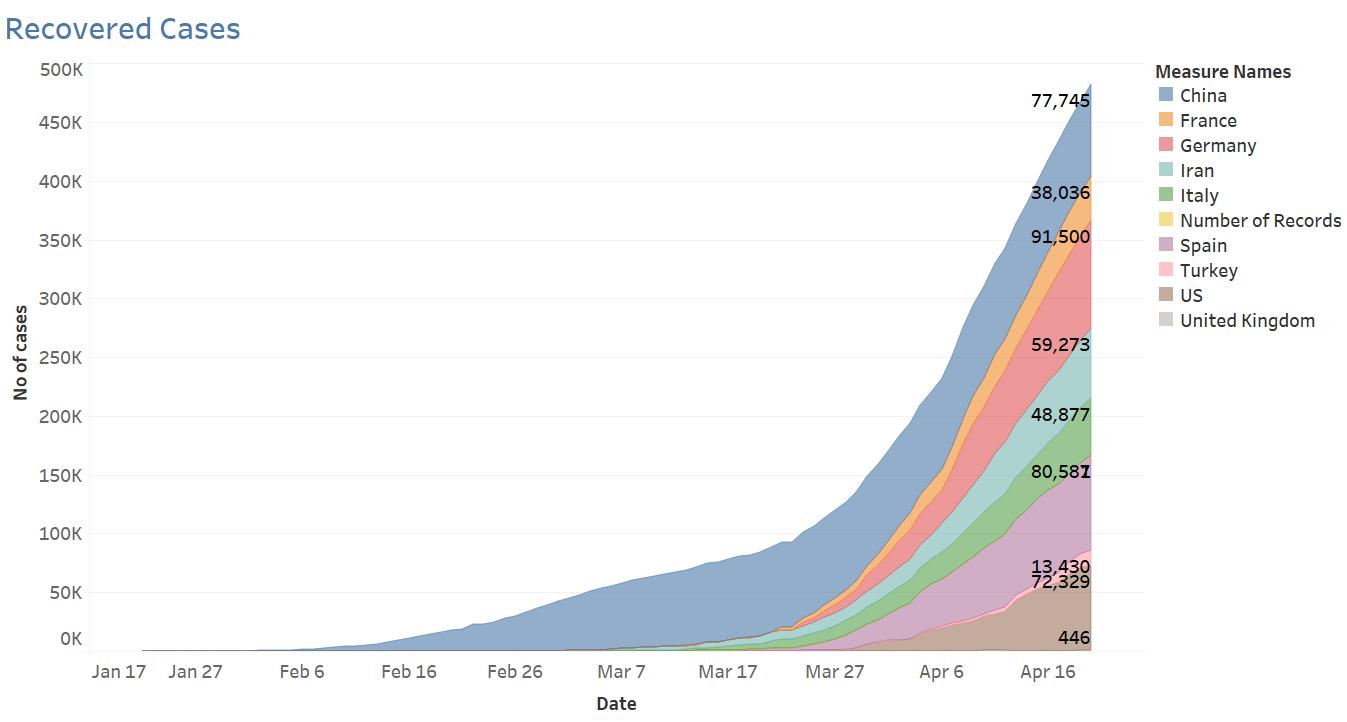 Recovered Cases
500K
450K
400K
350K
300K
250K
200K
150K
100K
50K
0K
No of cases
77,745
38,036
91,500
59,273
48,877
80,587
13,430
72,329
446
Jan 17
Jan 27
Feb 6
Feb 16
Feb 26
Mar 7
Mar 17
Mar 27
Apr 6
Apr 16
Date
Measure Names
China
France
Germany
Iran
Italy
Number of Records
Spain
Turkey
US
United Kingdom